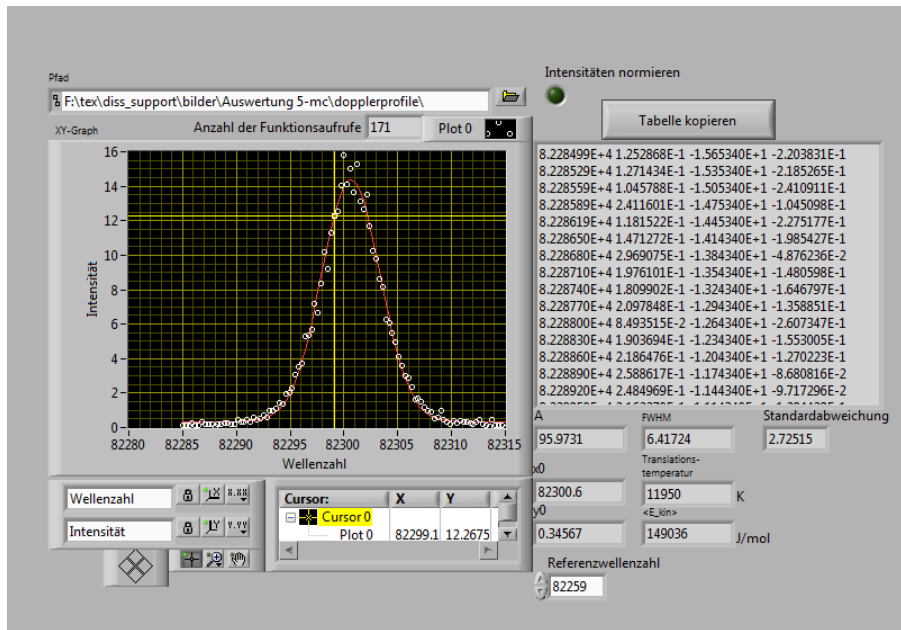 Pfad
F:\tex\diss_support\bilder\Auswertung 5-mc\dopplerprofile\
XY-Graph
Anzahl der Funktionsaufrufe 171
Plot 0
16
14
12
10
8
6
4
2
0
Intensität
82280 82285 82290 82295 82300 82305 82310 82315
Wellenzahl
Wellenzahl
Intensität
Cursor: X Y
Cursor 0
Plot 0 82299.1 12.2675
Intensitäten normieren
Tabelle kopieren
8.228499E+4 1.252868E-1 -1.565340E+1 -2.203831E-1
8.228529E+4 1.271434E-1 -1.535340E+1 -2.185265E-1
8.228559E+4 1.045788E-1 -1.505340E+1 -2.410911E-1
8.228589E+4 2.411601E-1 -1.475340E+1 -1.045098E-1
8.228619E+4 1.181522E-1 -1.445340E+1 -2.275177E-1
8.228650E+4 1.471272E-1 -1.414340E+1 -1.985427E-1
8.228680E+4 2.969075E-1 -1.384340E+1 -4.876236E-2
8.228710E+4 1.976101E-1 -1.354340E+1 -1.480598E-1
8.228740E+4 1.809902E-1 -1.324340E+1 -1.646797E-1
8.228770E+4 2.097848E-1 -1.294340E+1 -1.358851E-1
8.228800E+4 8.493515E-2 -1.264340E+1 -2.607347E-1
8.228830E+4 1.903694E-1 -1.234340E+1 -1.553005E-1
8.228860E+4 2.186476E-1 -1.204340E+1 -1.270223E-1
8.228890E+4 2.588617E-1 -1.174340E+1 -8.680816E-2
8.228920E+4 2.484969E-1 -1.144340E+1 -9.717296E-2
A FWHM Standardabweichung
95.9731 6.41724 2.72515
x0 Translations-
temperatur
82300.6 11950 K
y0 <E_kin>
0.34567 149036 J/mol
Referenzwellenzahl
82259